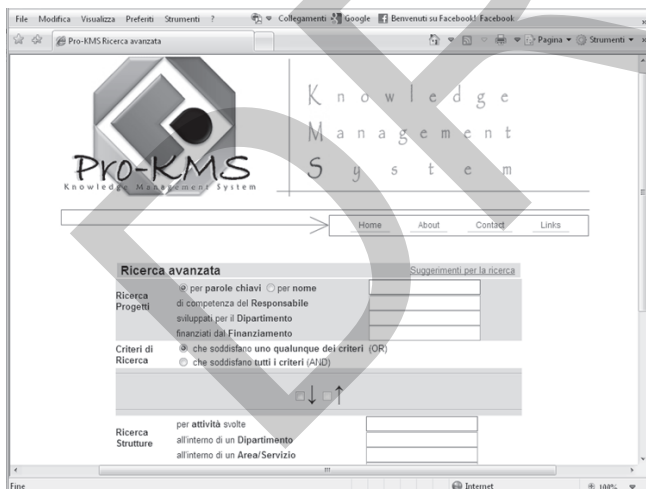 File Modifica Visualizza Preferiti Strumenti ? Collegamenti Google Benvenuti su Facebook! Facebook
Pro-KMS Ricerca avanzata Pagina Strumenti
Knowledge
Management
System
Pro-KMS
Knowledge Management System
Home About Contact Links
Ricerca avanzata Suggerimenti per la ricerca
Ricerca Progetti
per parole chiavi per nome
di competenza del Responsabile
sviluppati per il Dipartimento
finanziati dal Finanziamento
Criteri di Ricerca
che soddisfano uno qualunque dei criteri (OR)
che soddisfano tutti i criteri (AND)
Ricerca Strutture
per attività svolte
all'interno di un Dipartimento
all'interno di un Area/Servizio
Fine Internet 100%